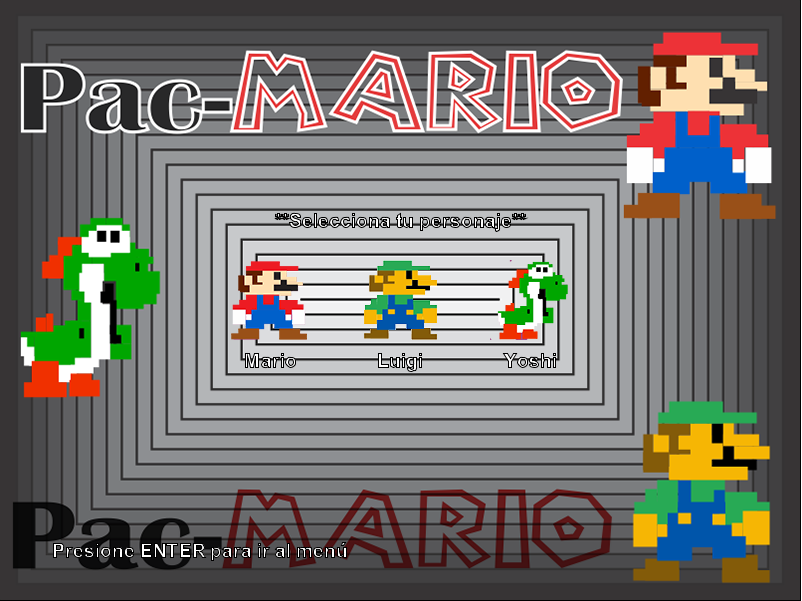 Pac-MARIO
**Selecciona tu personaje**
Mario Luigi Yoshi
Pac-MARIO
Presione ENTER para ir al menú